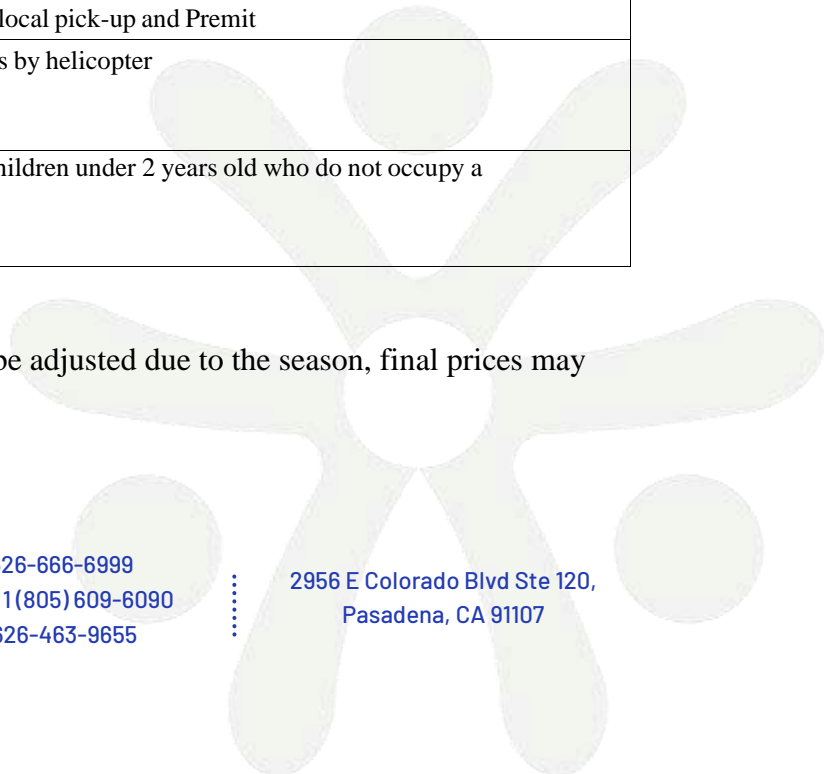 local pick-up and Premit
s by helicopter
hildren under 2 years old who do not occupy a
be adjusted due to the season, final prices may
26-666-6999
1 (805) 609-6090
626-463-9655
2956 E Colorado Blvd Ste 120,
Pasadena, CA 91107